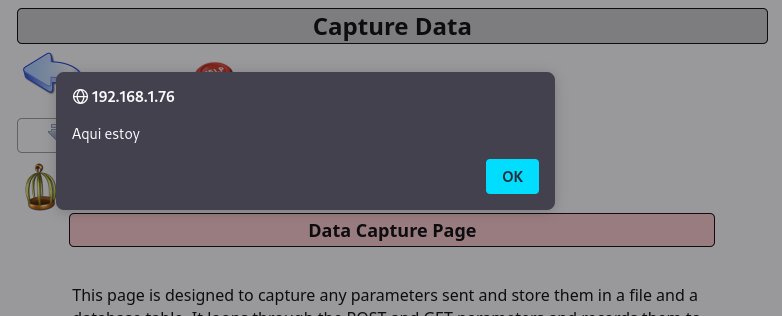 Capture Data
192.168.1.76
Aqui estoy
OK
Data Capture Page
This page is designed to capture any parameters sent and store them in a file and a
database table. It loops through the POST and GET parameters and records them to